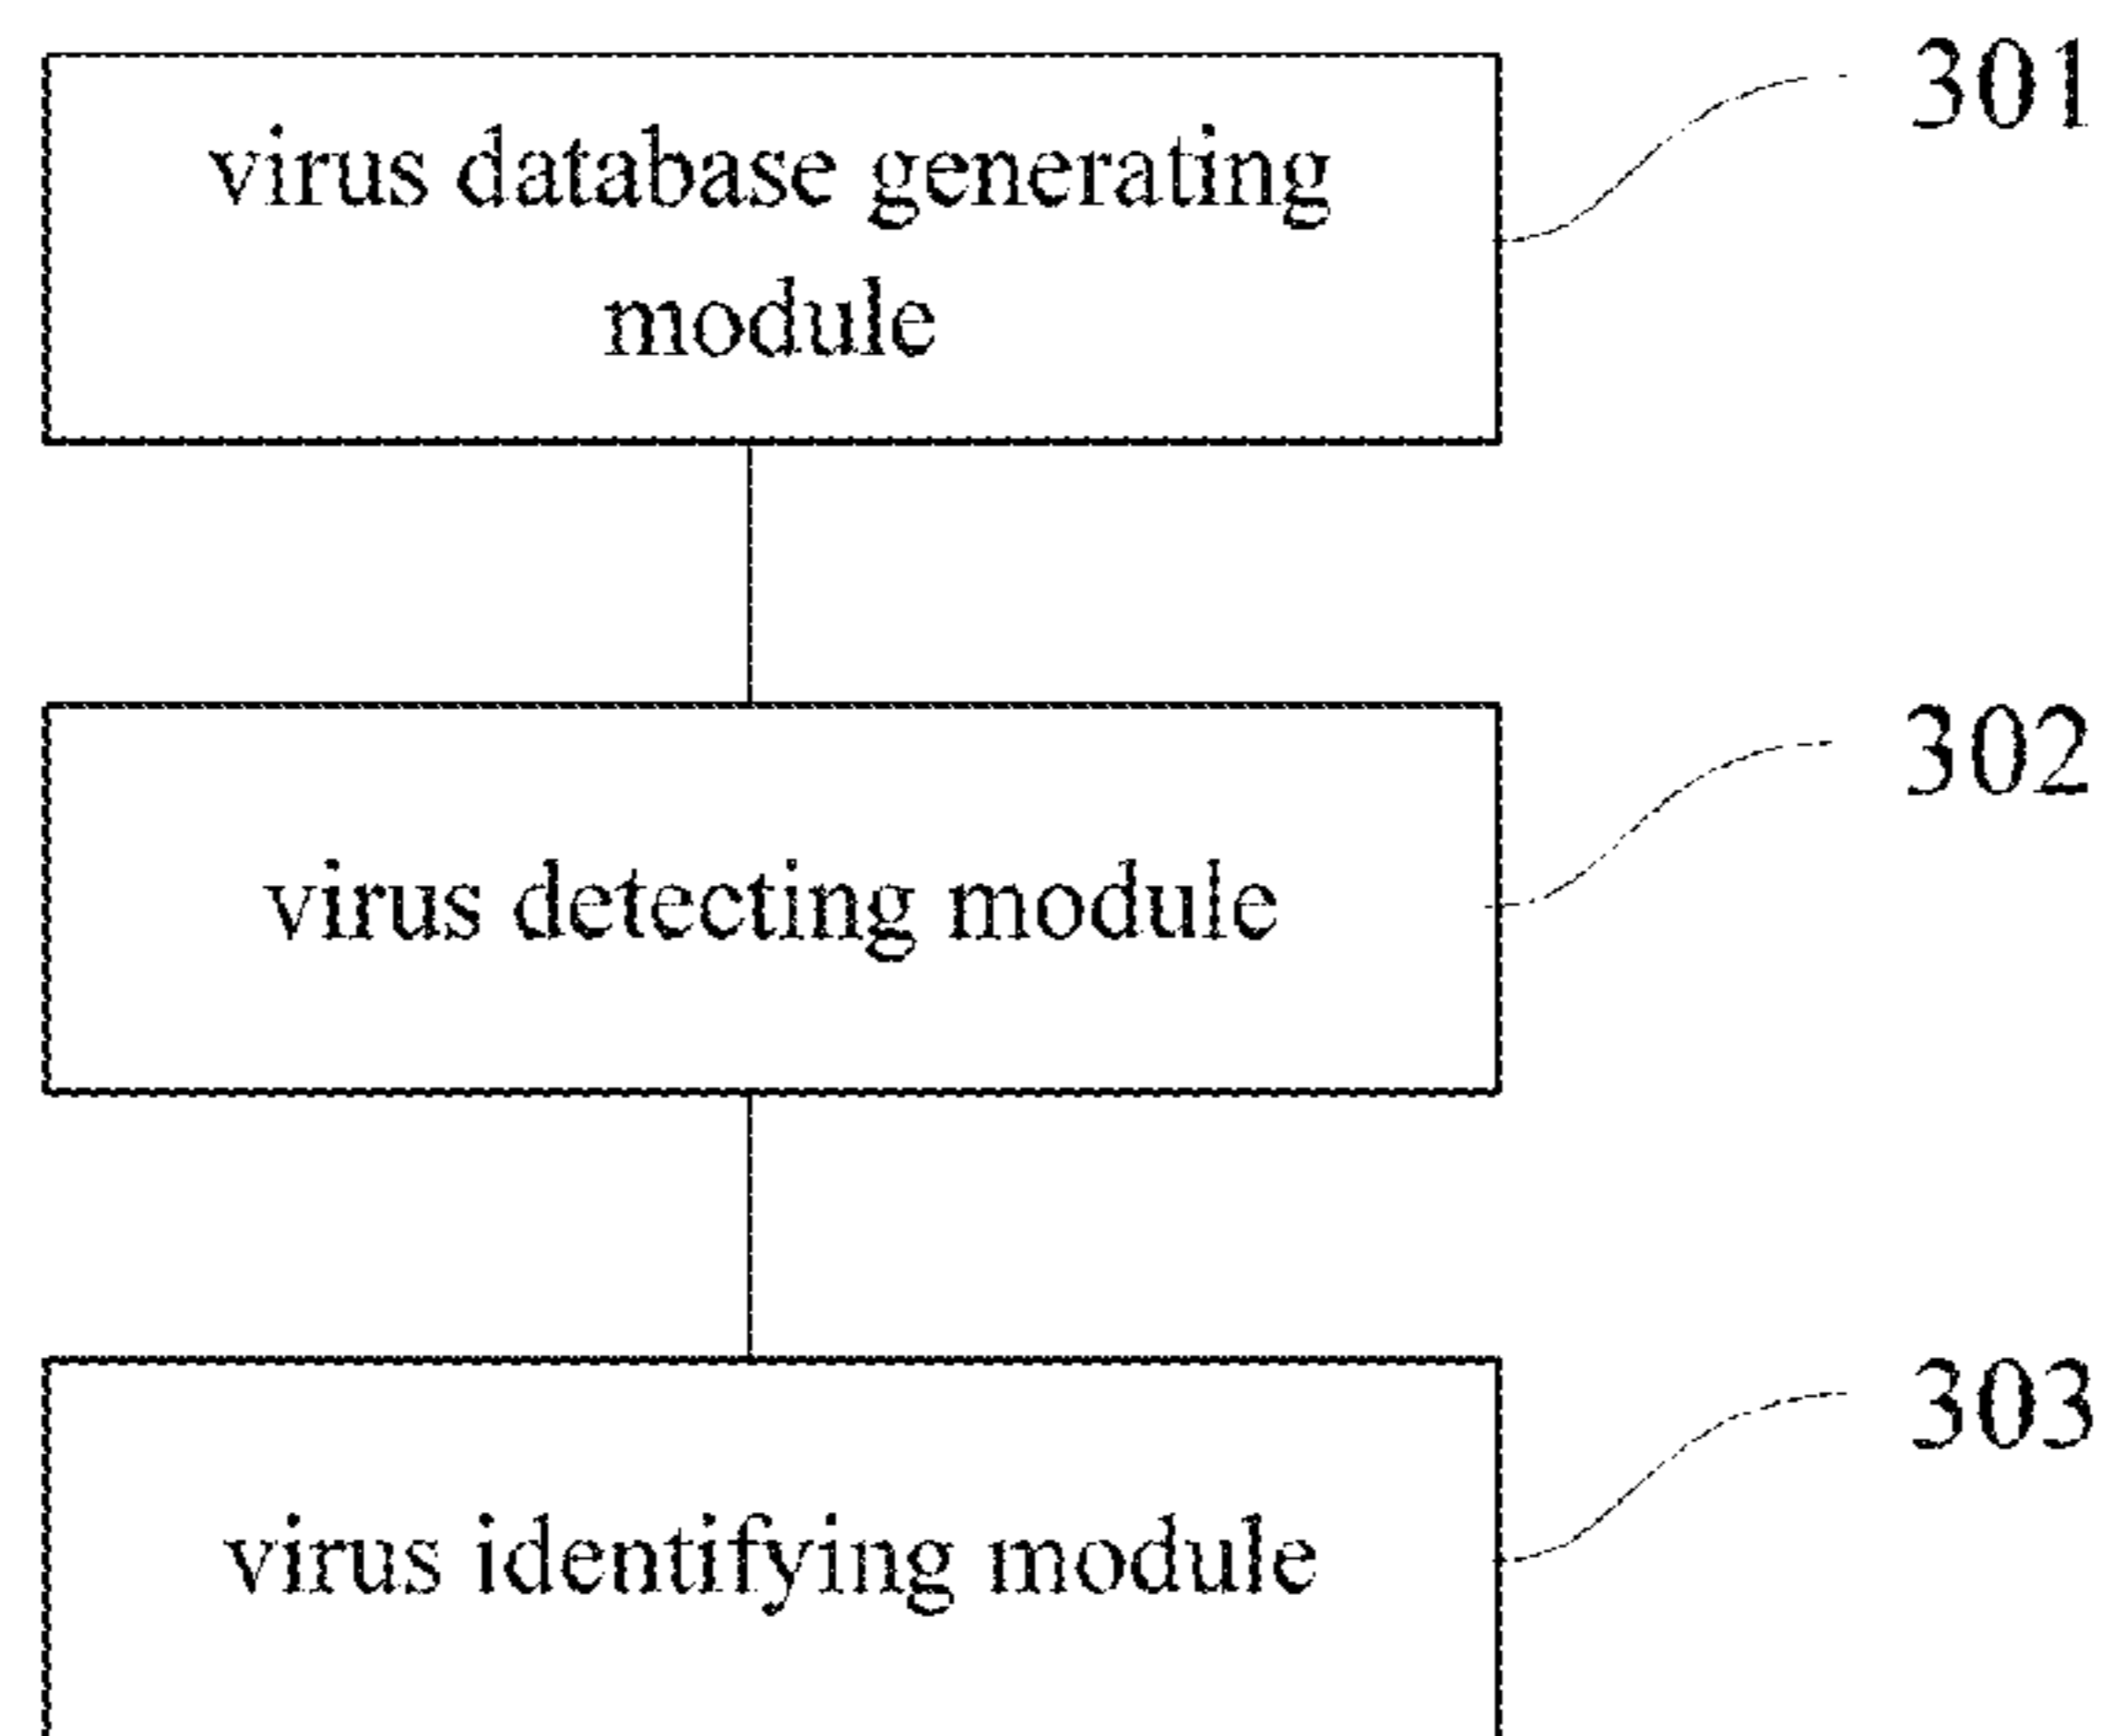 301
virus database generating
module
302
virus detecting module
303
virus identifying module